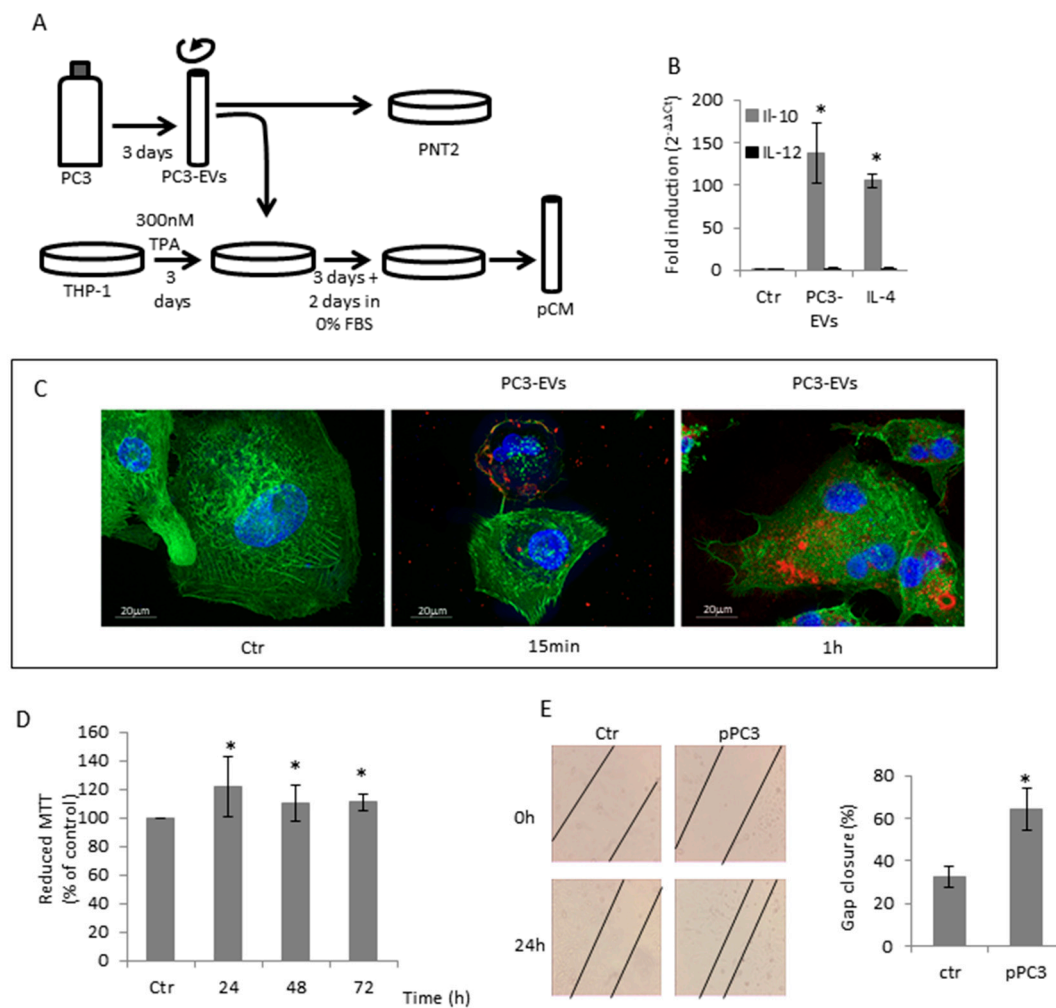 A
PC3
3 days
PC3-EVs
PNT2
300nM
TPA
THP-1
3
days
3 days +
2 days in
0% FBS
pCM
B
Fold induction (2^-ΔΔCt)
200
150
100
50
0
Il-10
IL-12
*
*
Ctr
PC3-
EVs
IL-4
C
PC3-EVs
PC3-EVs
20μm
20μm
20μm
Ctr
15min
1h
D
Reduced MTT
(% of control)
160
140
120
100
80
60
40
20
0
*
*
*
Ctr
24
48
72
Time (h)
E
Ctr
pPC3
0h
24h
Gap closure (%)
80
60
40
20
0
*
ctr
pPC3